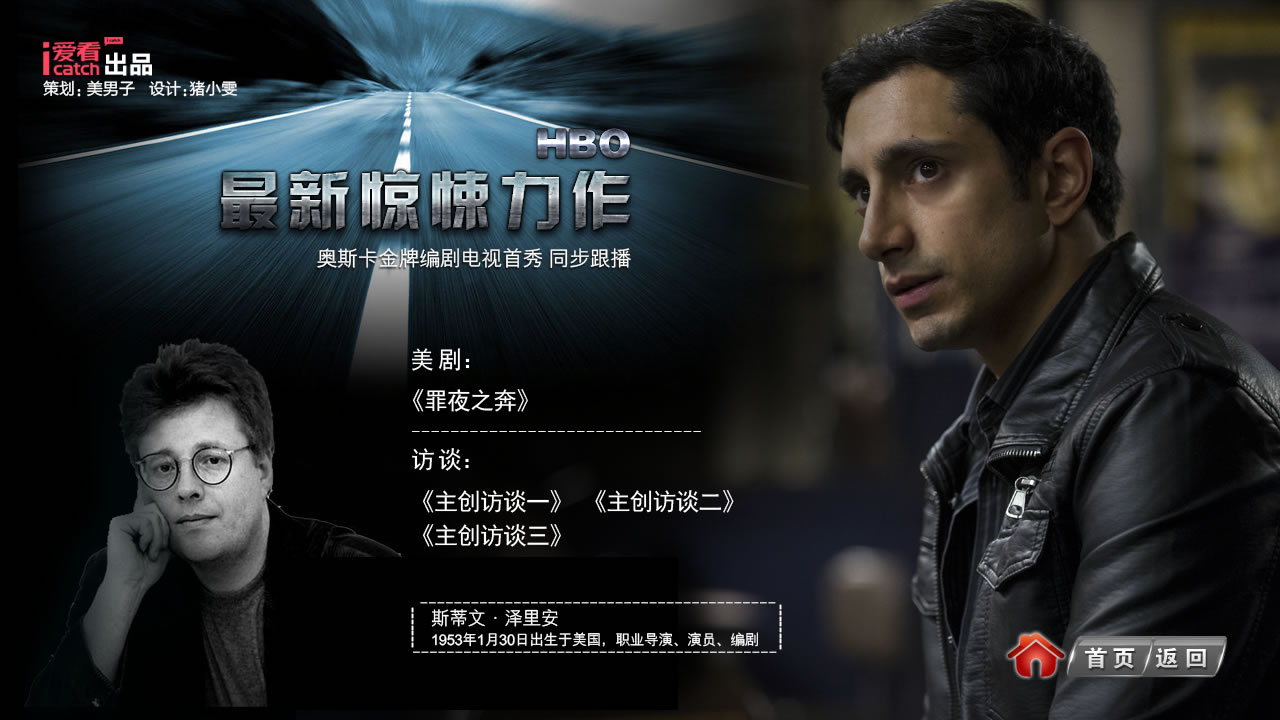 i爱看 i catch
catch 出品
策划：美男子 设计：猪小雯
HBO
最新惊悚力作
奥斯卡金牌编剧电视首秀 同步跟播
美剧：
《罪夜之奔》
访谈：
《主创访谈一》 《主创访谈二》
《主创访谈三》
斯蒂文·泽里安
1953年1月30日出生于美国，职业导演、演员、编剧
首页 返回